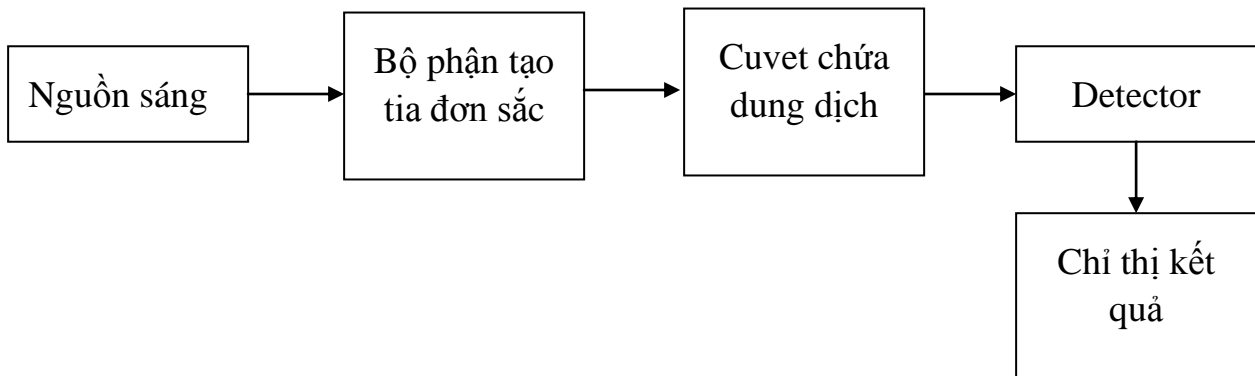 Nguồn sáng
Bộ phận tạo
tia đơn sắc
Cuvet chứa
dung dịch
Detector
Chỉ thị kết
quả